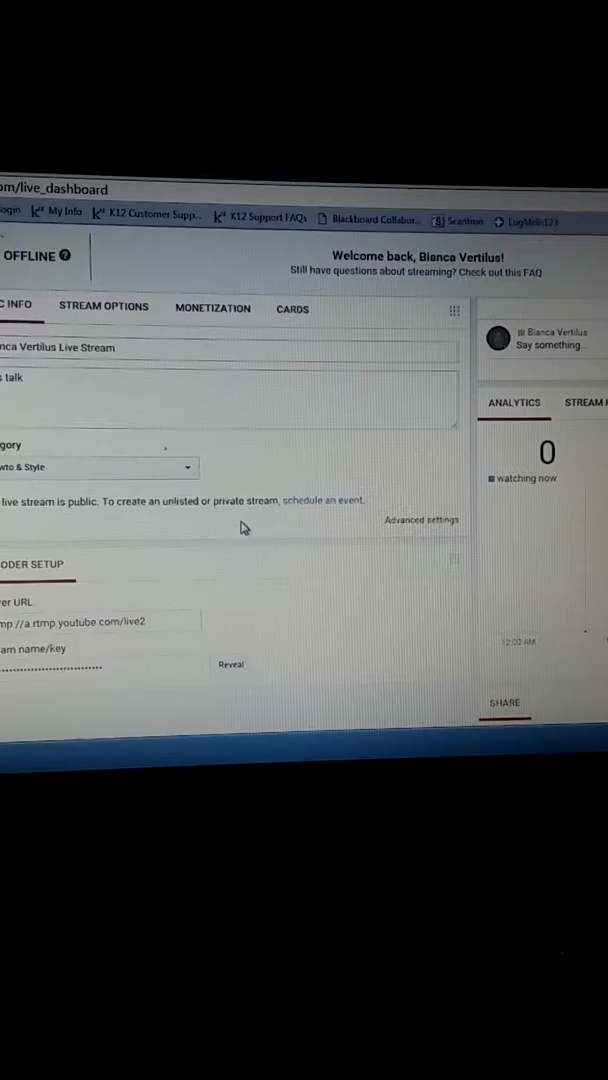 om/live_dashboard
ogin My Info K12 Customer Supp... K12 Support FAQs Blackboard Collabor... Scantron LogMeIn123
OFFLINE ?
Welcome back, Bianca Vertilus!
Still have questions about streaming? Check out this FAQ
C INFO STREAM OPTIONS MONETIZATION CARDS
nca Vertilus Live Stream
s talk
gory
wto & Style
live stream is public. To create an unlisted or private stream, schedule an event.
Advanced settings
ODER SETUP
er URL
mp://a.rtmp.youtube.com/live2
am name/key
Reveal
Bianca Vertilus
Say something...
ANALYTICS STREAM H
0
watching now
12:00 AM
SHARE